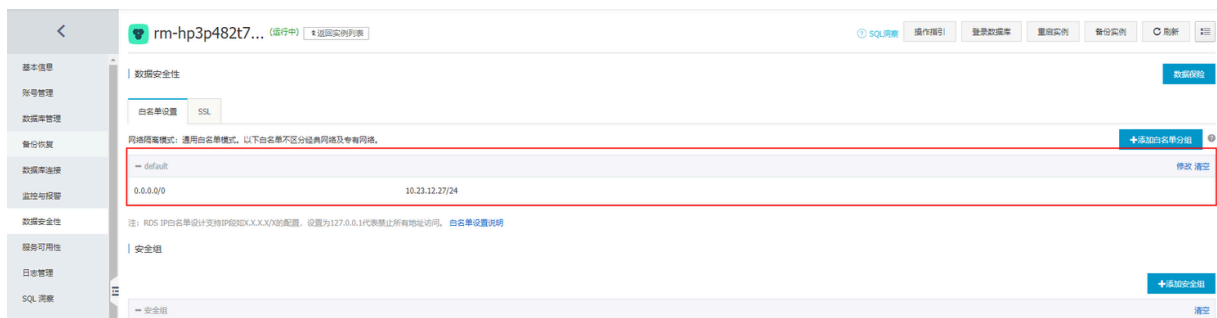 rm-hp3p482t7... (运行中) 返回实例列表
SQL洞察 操作指引 登录数据库 重启实例 备份实例 刷新
基本信息
账号管理
数据库管理
备份恢复
数据库连接
监控与报警
数据安全性
服务可用性
日志管理
SQL 洞察
数据安全性
数据保险
白名单设置 SSL
网络隔离模式：通用白名单模式。以下白名单不区分经典网络及专有网络。
+添加白名单分组
default
修改 清空
0.0.0.0/0 10.23.12.27/24
注：RDS IP白名单设计支持IP段如X.X.X.X/X的配置，设置为127.0.0.1代表禁止所有地址访问。 白名单设置说明
安全组
+添加安全组
安全组
清空